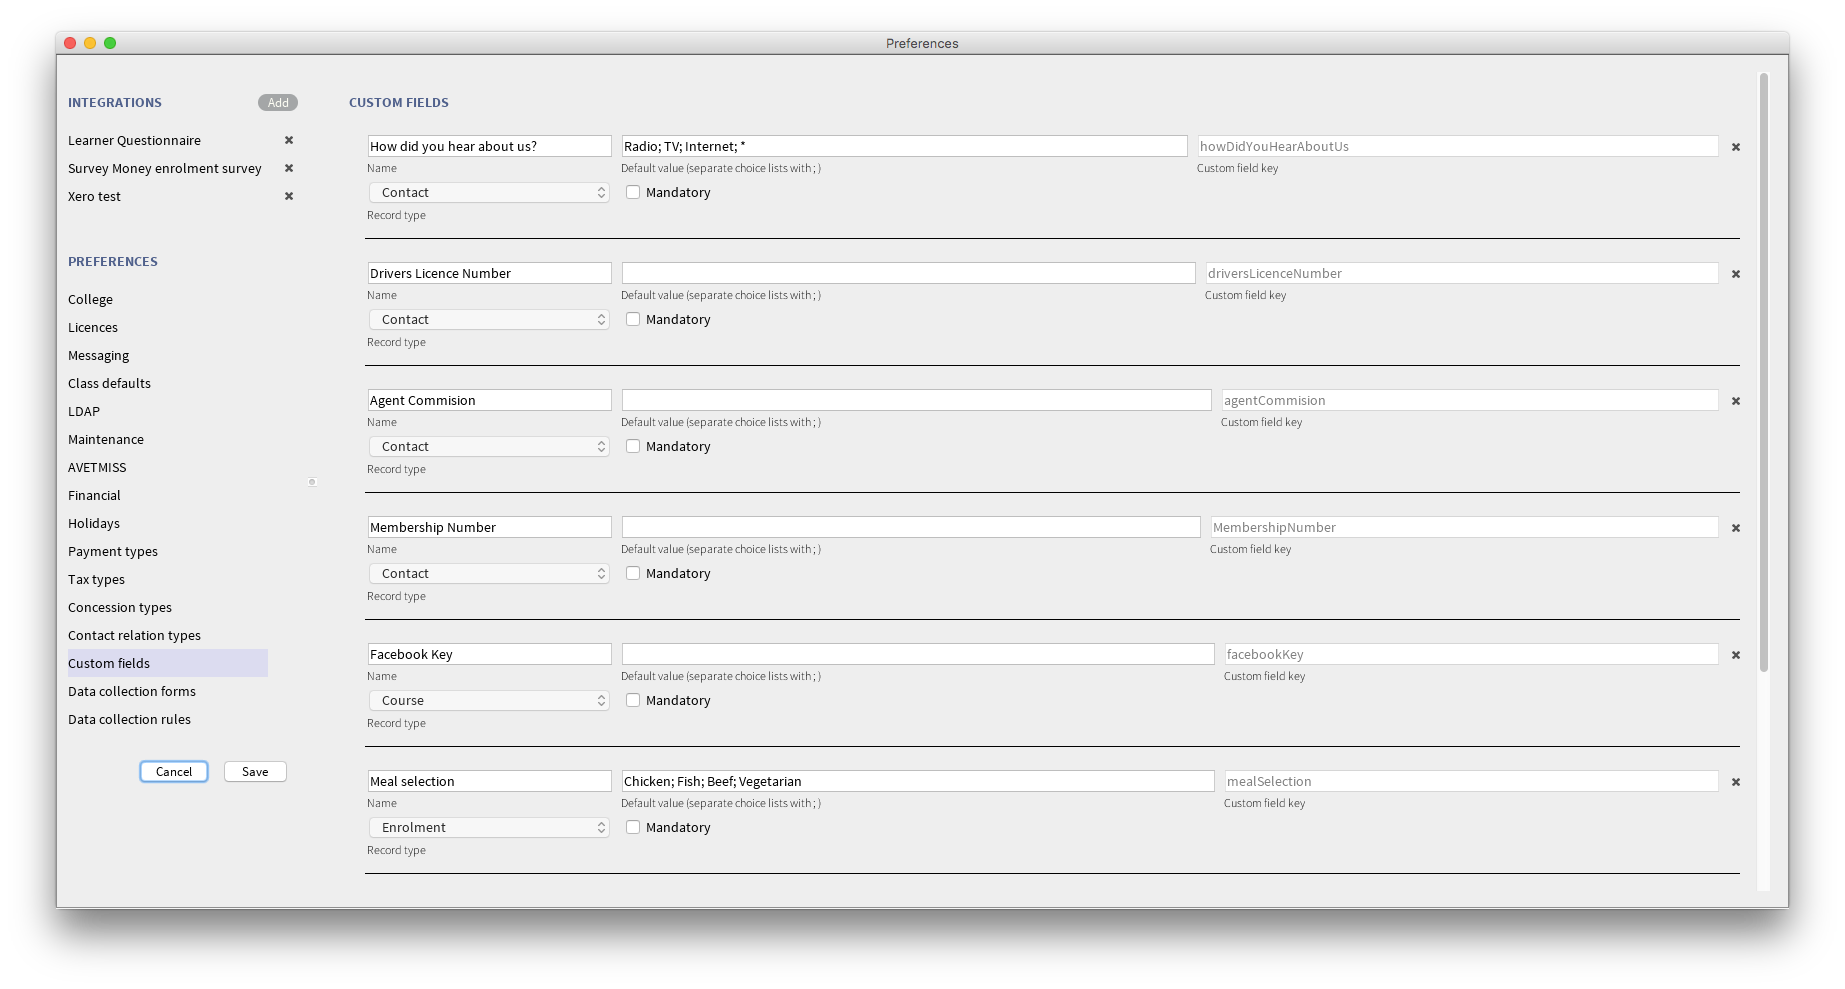 Preferences
INTEGRATIONS Add
Learner Questionnaire
Survey Money enrolment survey
Xero test
PREFERENCES
College
Licences
Messaging
Class defaults
LDAP
Maintenance
AVETMISS
Financial
Holidays
Payment types
Tax types
Concession types
Contact relation types
Custom fields
Data collection forms
Data collection rules
Cancel Save
CUSTOM FIELDS
How did you hear about us? Radio; TV; Internet; * howDidYouHearAboutUs
Name Default value (separate choice lists with ; ) Custom field key
Contact Mandatory
Record type
Drivers Licence Number driversLicenceNumber
Name Default value (separate choice lists with ; ) Custom field key
Contact Mandatory
Record type
Agent Commision agentCommision
Name Default value (separate choice lists with ; ) Custom field key
Contact Mandatory
Record type
Membership Number MembershipNumber
Name Default value (separate choice lists with ; ) Custom field key
Contact Mandatory
Record type
Facebook Key facebookKey
Name Default value (separate choice lists with ; ) Custom field key
Course Mandatory
Record type
Meal selection Chicken; Fish; Beef; Vegetarian mealSelection
Name Default value (separate choice lists with ; ) Custom field key
Enrolment Mandatory
Record type